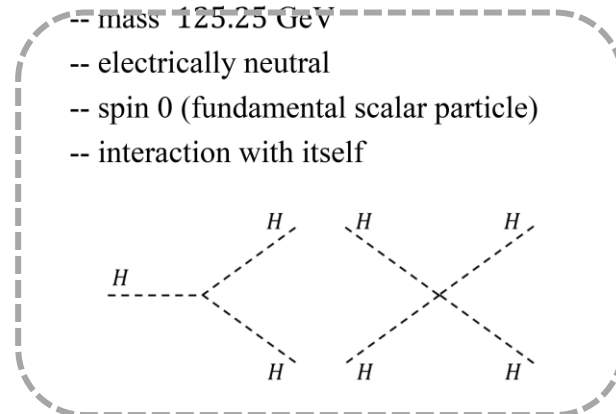 -- mass 125.25 GeV
-- electrically neutral
-- spin 0 (fundamental scalar particle)
-- interaction with itself
H H H
H
H H H